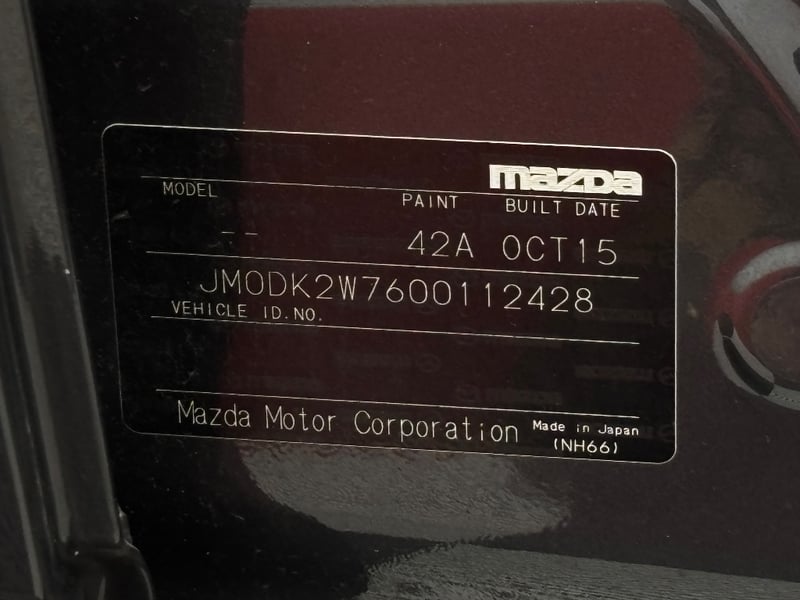 mazda
MODEL PAINT BUILT DATE
-- 42A OCT15
JM0DK2W7600112428
VEHICLE ID.NO.
Mazda Motor Corporation Made in Japan
(NH66)